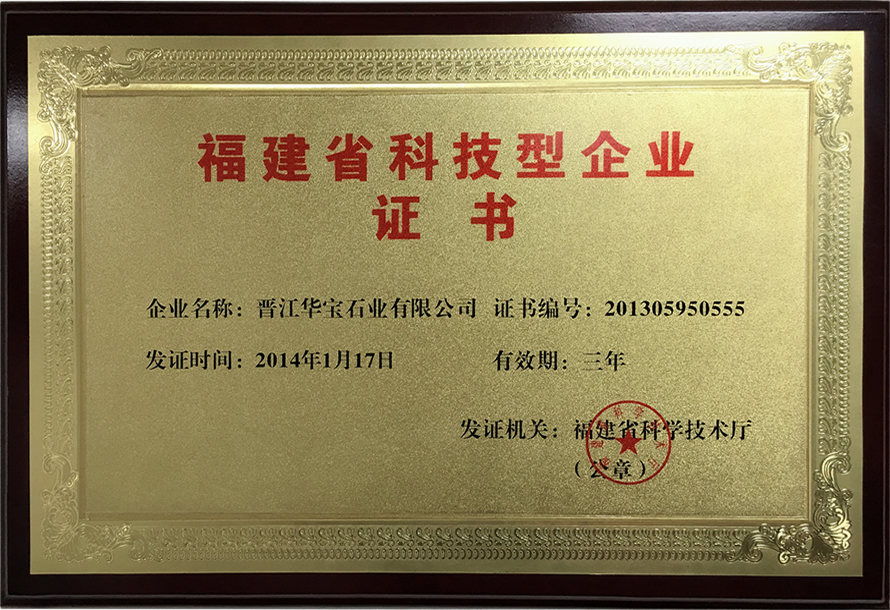 福建省科技型企业
证书
企业名称：晋江华宝石业有限公司 证书编号：201305950555
发证时间：2014年1月17日 有效期：三年
发证机关：福建省科学技术厅
（公章）